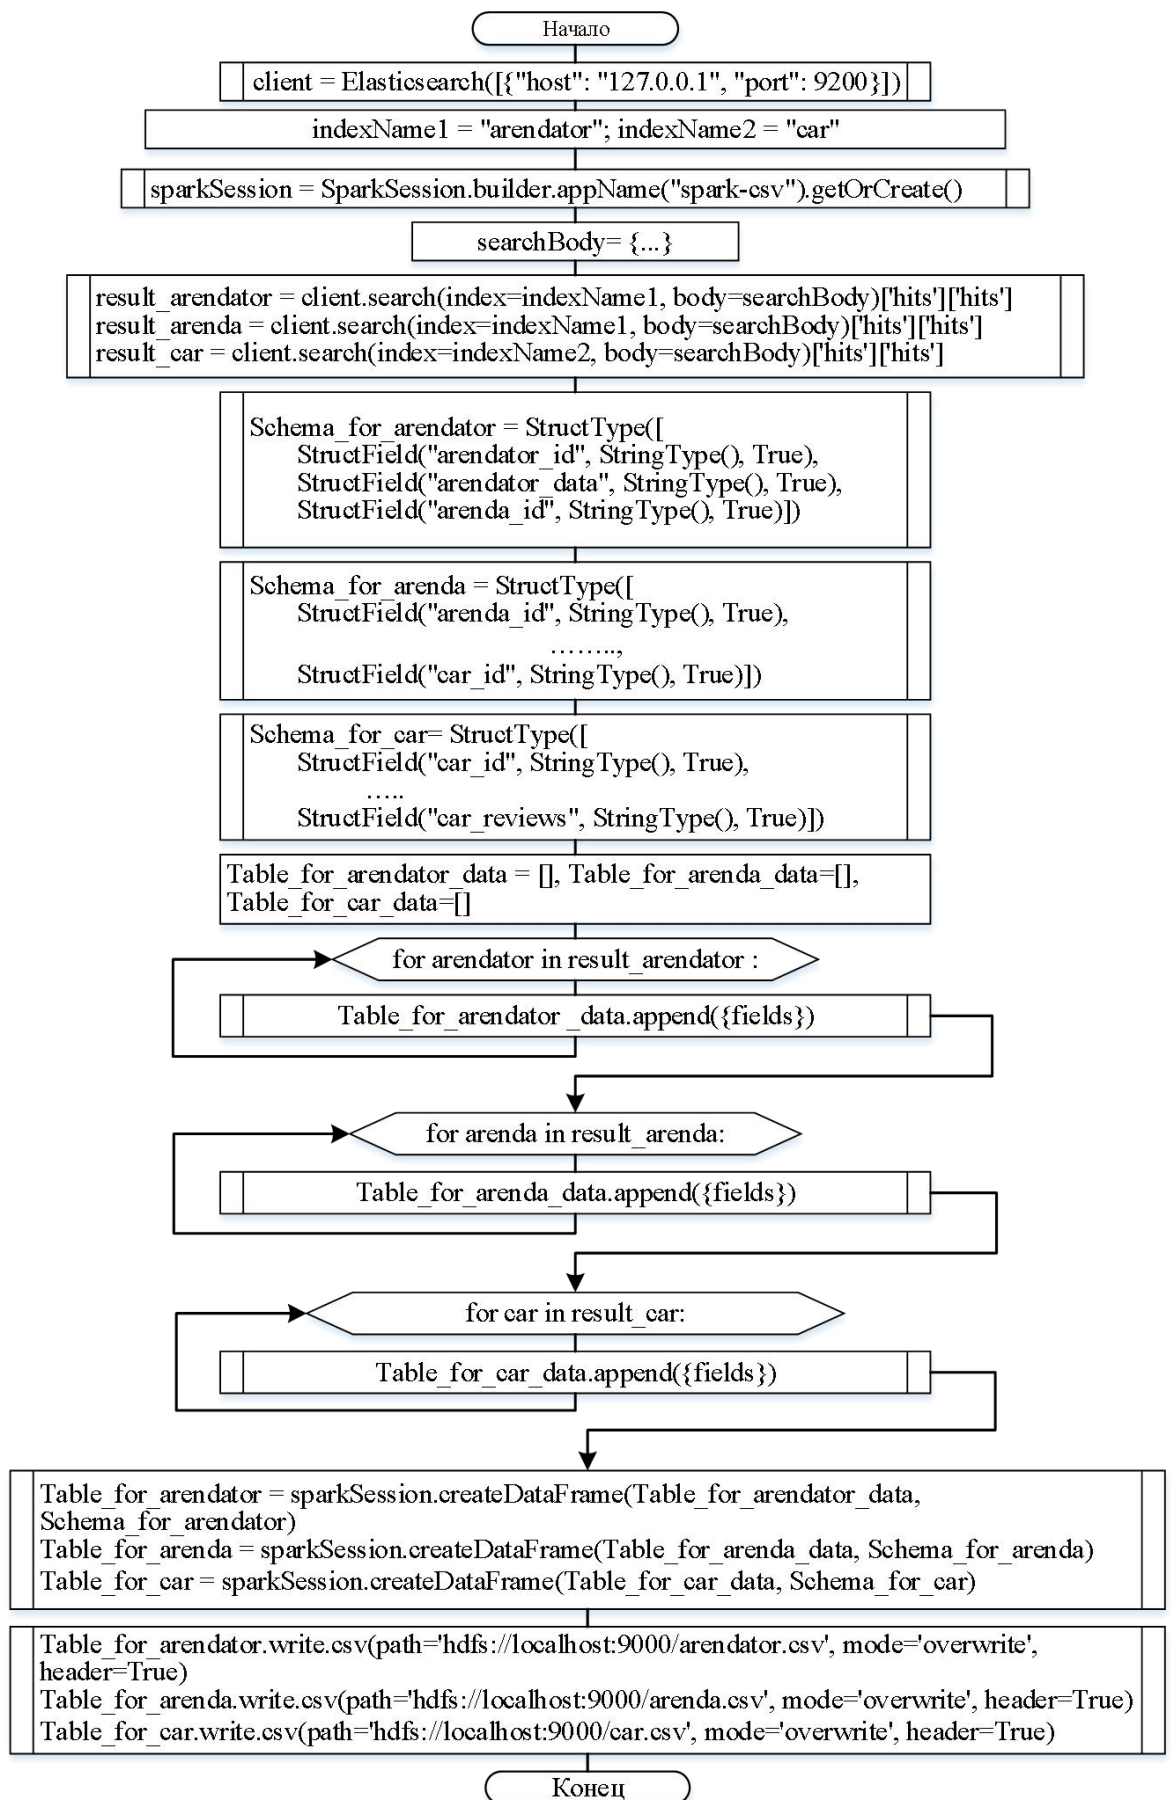 Начало
client = Elasticsearch([{"host": "127.0.0.1", "port": 9200}])
indexName1 = "arendator"; indexName2 = "car"
sparkSession = SparkSession.builder.appName("spark-csv").getOrCreate()
searchBody= {...}
result_arendator = client.search(index=indexName1, body=searchBody)['hits']['hits']
result_arenda = client.search(index=indexName1, body=searchBody)['hits']['hits']
result_car = client.search(index=indexName2, body=searchBody)['hits']['hits']
Schema_for_arendator = StructType([
StructField("arendator_id", StringType(), True),
StructField("arendator_data", StringType(), True),
StructField("arenda_id", StringType(), True)])
Schema_for_arenda = StructType([
StructField("arenda_id", StringType(), True),
……..,
StructField("car_id", StringType(), True)])
Schema_for_car= StructType([
StructField("car_id", StringType(), True),
…..
StructField("car_reviews", StringType(), True)])
Table_for_arendator_data = [], Table_for_arenda_data=[],
Table_for_car_data=[]
for arendator in result_arendator :
Table_for_arendator _data.append({fields})
for arenda in result_arenda:
Table_for_arenda_data.append({fields})
for car in result_car:
Table_for_car_data.append({fields})
Table_for_arendator = sparkSession.createDataFrame(Table_for_arendator_data,
Schema_for_arendator)
Table_for_arenda = sparkSession.createDataFrame(Table_for_arenda_data, Schema_for_arenda)
Table_for_car = sparkSession.createDataFrame(Table_for_car_data, Schema_for_car)
Table_for_arendator.write.csv(path='hdfs://localhost:9000/arendator.csv', mode='overwrite',
header=True)
Table_for_arenda.write.csv(path='hdfs://localhost:9000/arenda.csv', mode='overwrite', header=True)
Table_for_car.write.csv(path='hdfs://localhost:9000/car.csv', mode='overwrite', header=True)
Конец